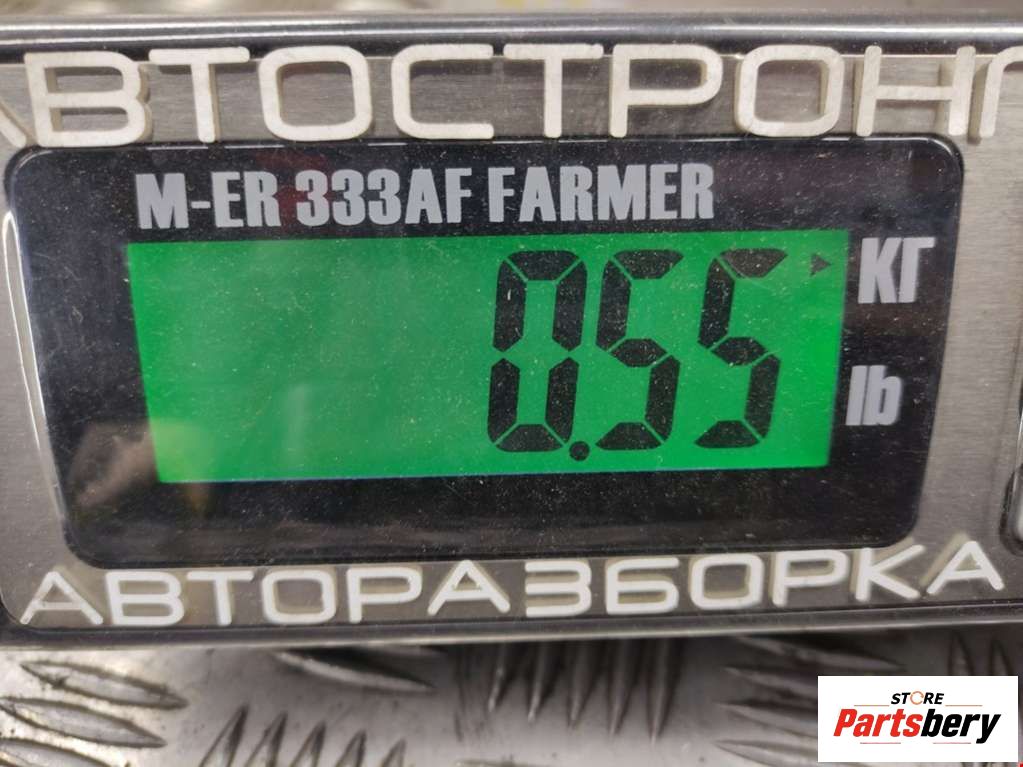 АВТОСТРОНГ
M-ER 333AF FARMER
0.55
КГ
lb
АВТОРАЗБОРКА
STORE
Partsbery